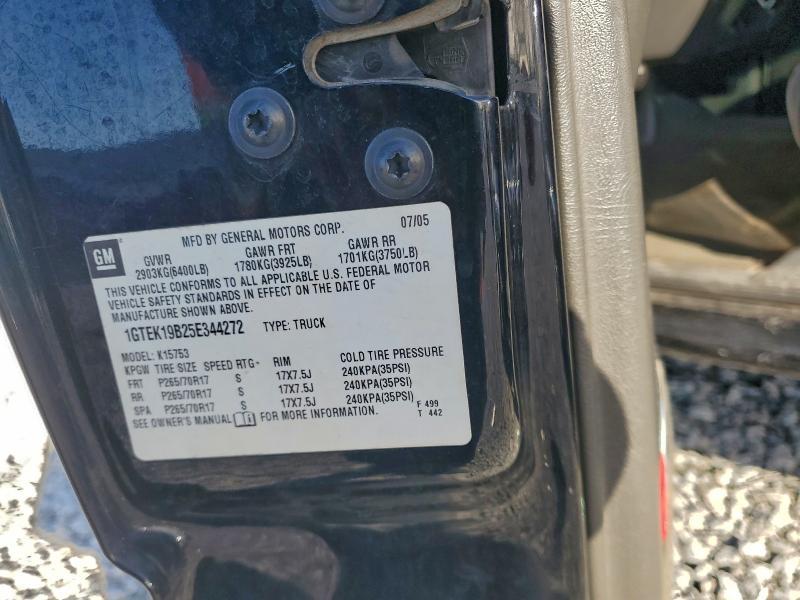 MFD BY GENERAL MOTORS CORP. 07/05
GM
GVWR GAWR FRT GAWR RR
2903KG(6400LB) 1780KG(3925LB) 1701KG(3750LB)
THIS VEHICLE CONFORMS TO ALL APPLICABLE U.S. FEDERAL MOTOR
VEHICLE SAFETY STANDARDS IN EFFECT ON THE DATE OF
MANUFACTURE SHOWN ABOVE.
1GTEK19B25E344272 TYPE: TRUCK
MODEL: K15753
KPGW TIRE SIZE SPEED RTG RIM COLD TIRE PRESSURE
FRT P265/70R17 S 17X7.5J 240KPA(35PSI)
RR P265/70R17 S 17X7.5J 240KPA(35PSI)
SPA P265/70R17 S 17X7.5J 240KPA(35PSI)
SEE OWNER'S MANUAL FOR MORE INFORMATION.
F 499
T 442